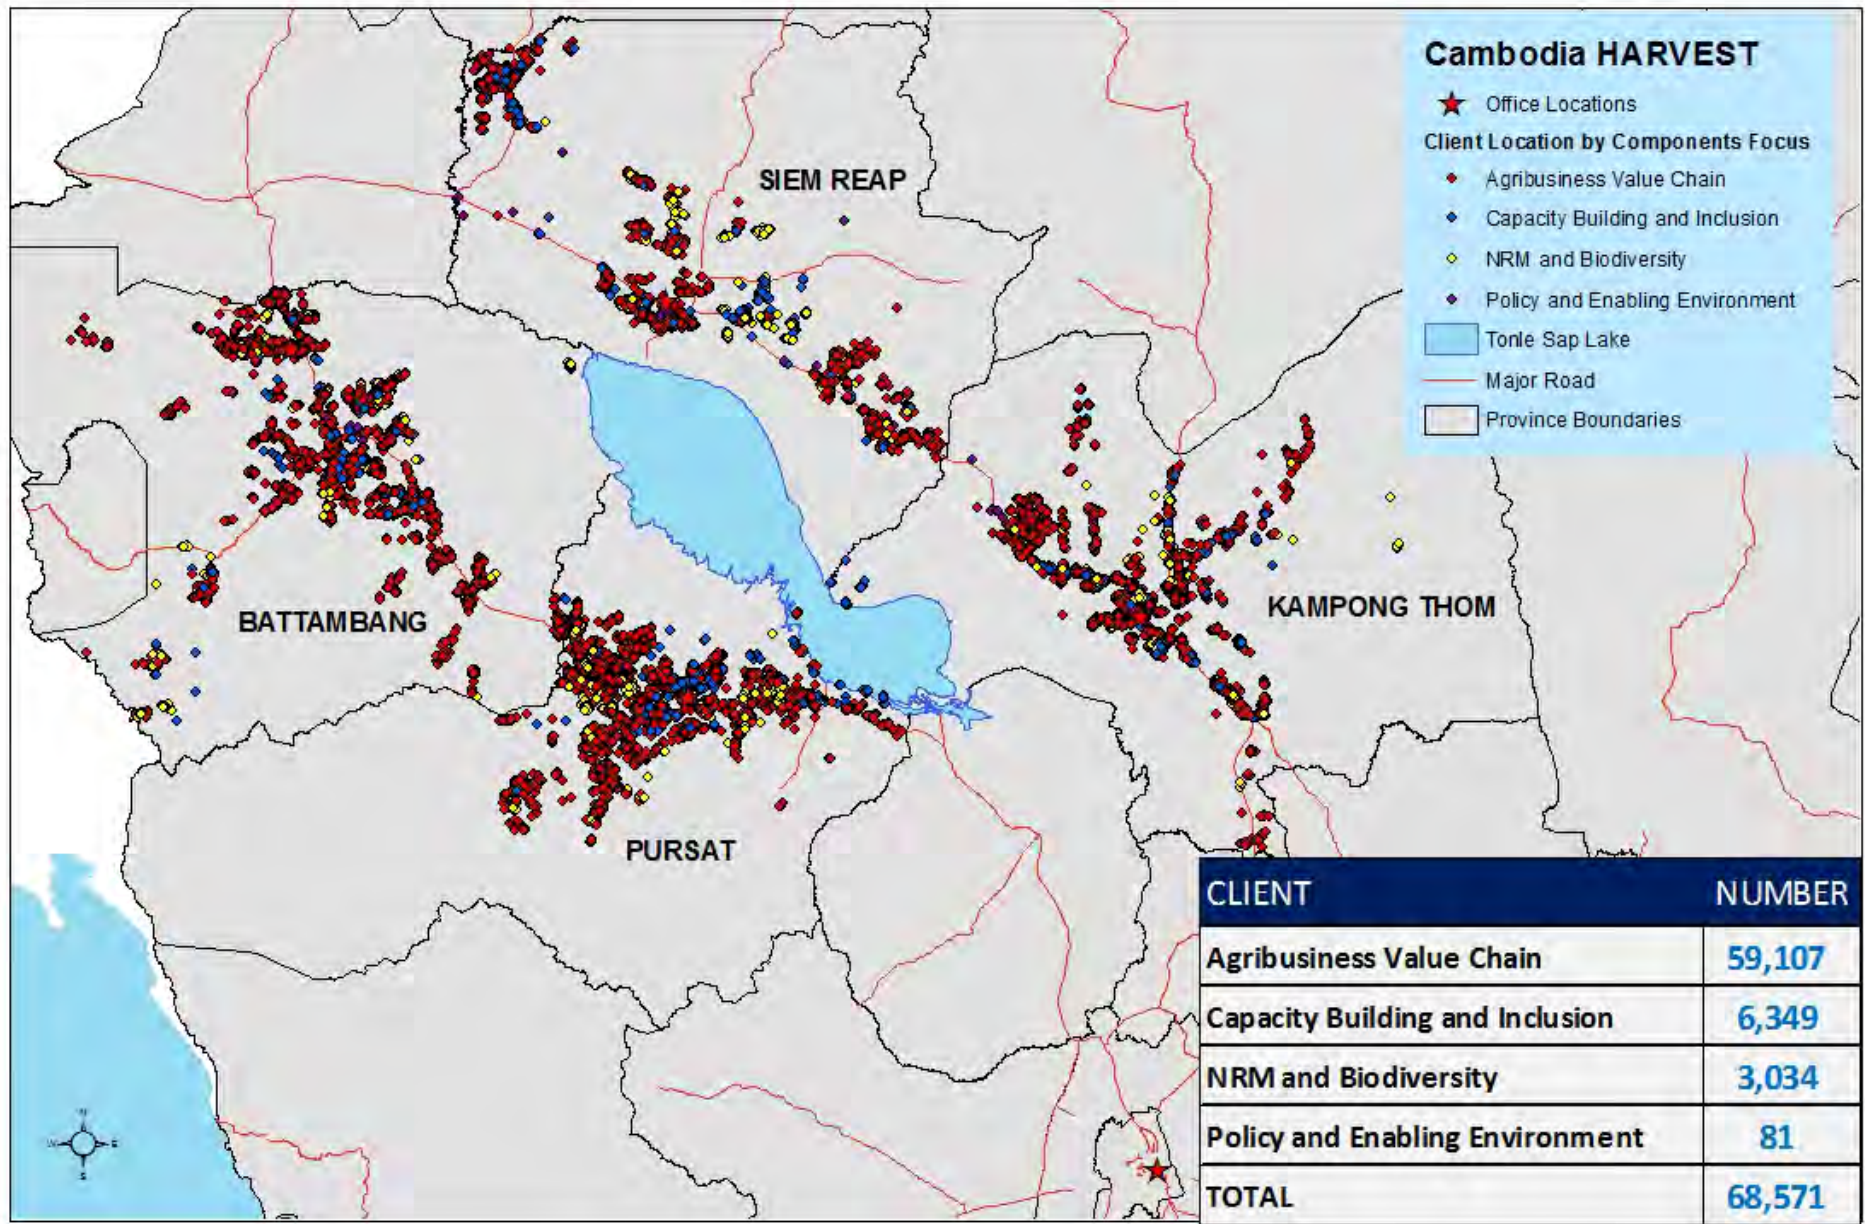 Cambodia HARVEST
Office Locations
Client Location by Components Focus
Agribusiness Value Chain
Capacity Building and Inclusion
NRM and Biodiversity
Policy and Enabling Environment
Tonle Sap Lake
Major Road
Province Boundaries
SIEM REAP
BATTAMBANG
KAMPONG THOM
PURSAT
CLIENT NUMBER
Agribusiness Value Chain 59,107
Capacity Building and Inclusion 6,349
NRM and Biodiversity 3,034
Policy and Enabling Environment 81
TOTAL 68,571
N
W E
S